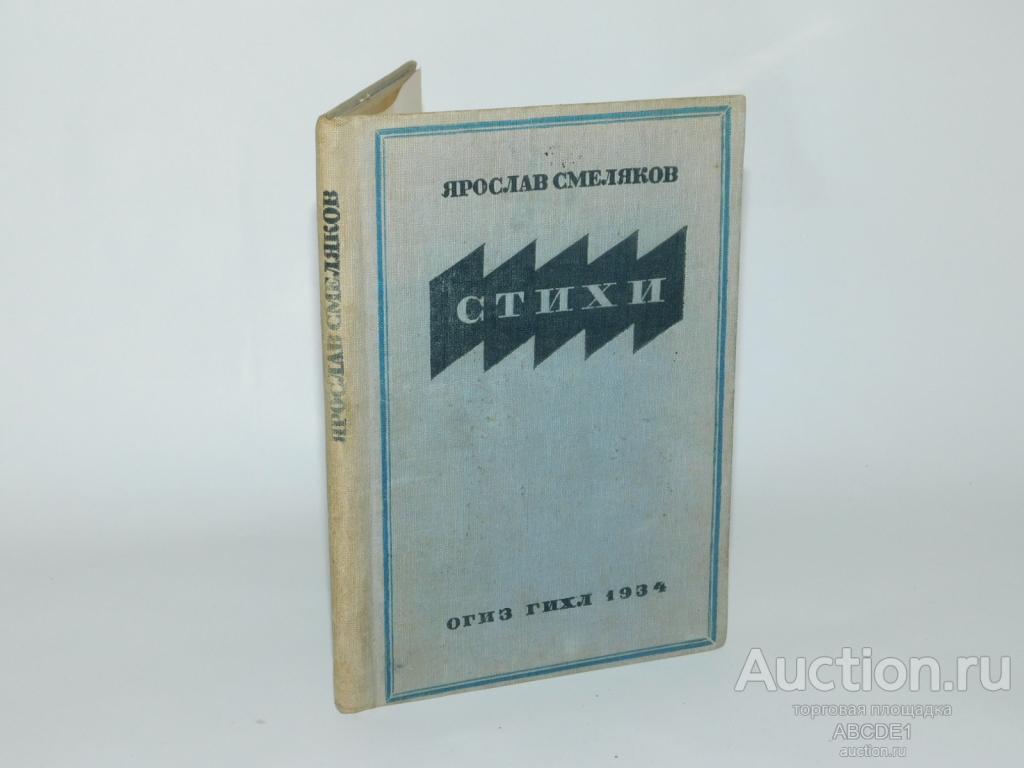 ЯРОСЛАВ СМЕЛЯКОВ
ЯРОСЛАВ СМЕЛЯКОВ
СТИХИ
ОГИЗ ГИХЛ 1934
Auction.ru
торговая площадка
ABCDE1
auction.ru